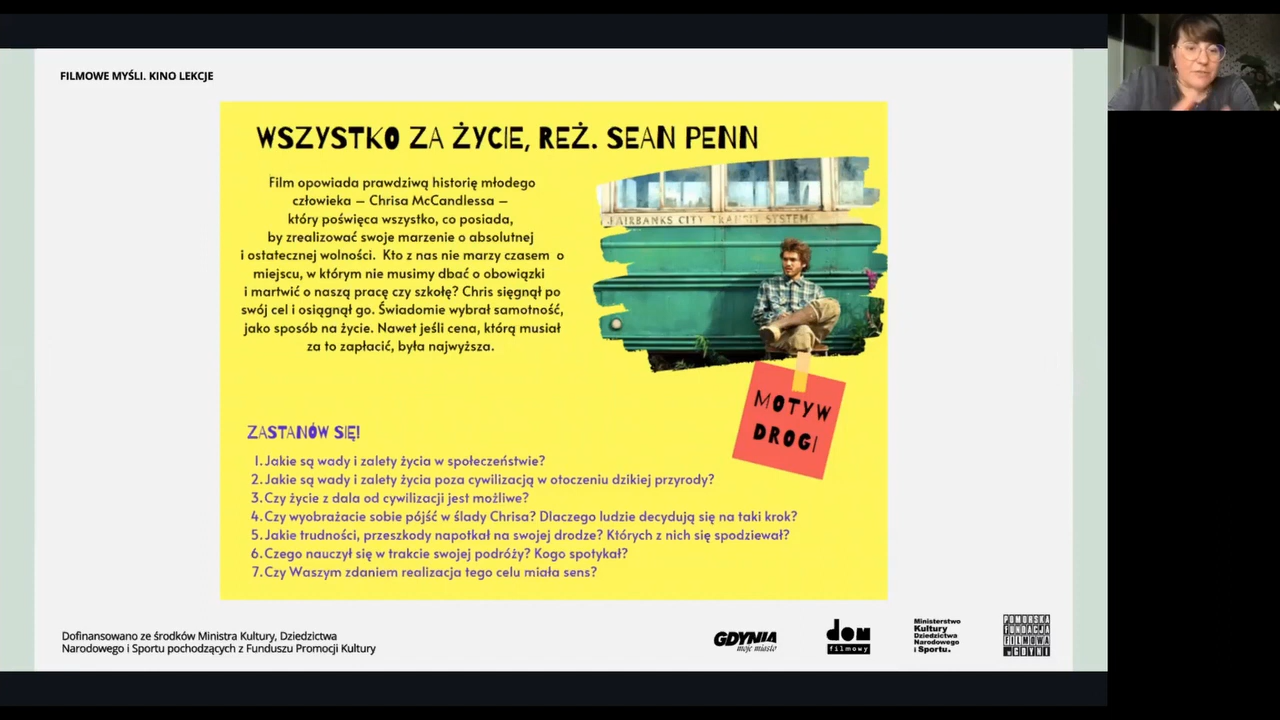 FILMOWE MYŚLI. KINO LEKCJE
WSZYSTKO ZA ŻYCIE, REŻ. SEAN PENN
Film opowiada prawdziwą historię młodego
człowieka – Chrisa McCandlessa –
który poświęca wszystko, co posiada,
by zrealizować swoje marzenie o absolutnej
i ostatecznej wolności. Kto z nas nie marzy czasem o
miejscu, w którym nie musimy dbać o obowiązki
i martwić o naszą pracę czy szkołę? Chris sięgnął po
swój cel i osiągnął go. Świadomie wybrał samotność,
jako sposób na życie. Nawet jeśli cena, którą musiał
za to zapłacić, była najwyższa.
FAIRBANKS CITY TRANSIT SYSTEM
MOTYW
DROGI
ZASTANÓW SIĘ!
1. Jakie są wady i zalety życia w społeczeństwie?
2. Jakie są wady i zalety życia poza cywilizacją w otoczeniu dzikiej przyrody?
3. Czy życie z dala od cywilizacji jest możliwe?
4. Czy wyobrażacie sobie pójść w ślady Chrisa? Dlaczego ludzie decydują się na taki krok?
5. Jakie trudności, przeszkody napotkał na swojej drodze? Których z nich się spodziewał?
6. Czego nauczył się w trakcie swojej podróży? Kogo spotykał?
7. Czy Waszym zdaniem realizacja tego celu miała sens?
Dofinansowano ze środków Ministra Kultury, Dziedzictwa
Narodowego i Sportu pochodzących z Funduszu Promocji Kultury
GDYNIA
moje miasto
dom
filmowy
Ministerstwo
Kultury
Dziedzictwa
Narodowego
i Sportu.
POMORSKA
FUNDACJA
FILMOWA
W GDYNI